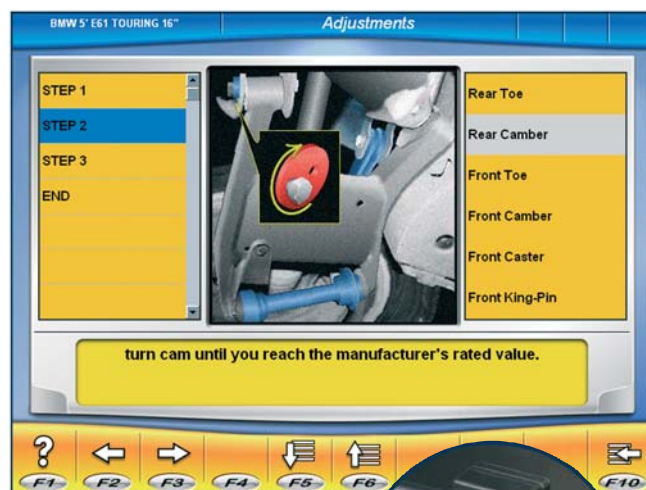 BMW 5' E61 TOURING 16"
Adjustments
STEP 1
STEP 2
STEP 3
END
Rear Toe
Rear Camber
Front Toe
Front Camber
Front Caster
Front King-Pin
turn cam until you reach the manufacturer's rated value.
?
F1 F2 F3 F4 F5 F6 F10